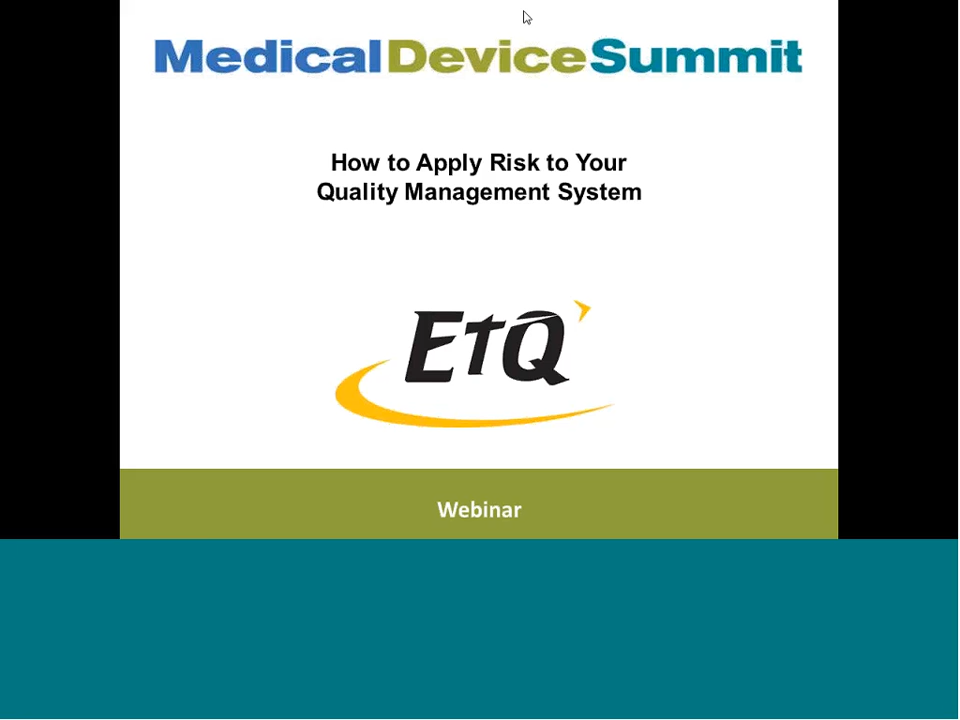 MedicalDeviceSummit
How to Apply Risk to Your
Quality Management System
EtQ
Webinar